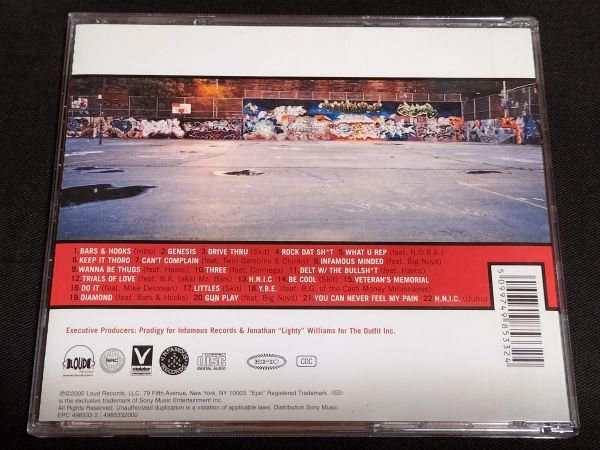 1 BARS & HOOKS (Intro) 2 GENESIS 3 DRIVE THRU (Skit) 4 ROCK DAT SH*T 5 WHAT U REP (feat. N.O.R.E.)
6 KEEP IT THORO 7 CAN'T COMPLAIN (feat. Twin Gambino & Chinky) 8 INFAMOUS MINDED (feat. Big Noyd)
9 WANNA BE THUGS (feat. Havoc) 10 THREE (feat. Cormega) 11 DELT W/ THE BULLSH*T (feat. Havoc)
12 TRIALS OF LOVE (feat. B.K. (aka) Mz. Bars) 13 H.N.I.C 14 BE COOL (Skit) 15 VETERAN'S MEMORIAL
16 DO IT (feat. Mike Delorean) 17 LITTLES (Skit) 18 Y.B.E. (feat. B.G. of the Cash Money Millionaires)
19 DIAMOND (feat. Bars & Hooks) 20 GUN PLAY (feat. Big Noyd) 21 YOU CAN NEVER FEEL MY PAIN 22 H.N.I.C. (Outro)
Executive Producers: Prodigy for Infamous Records & Jonathan "Lighty" Williams for The Outfit Inc.
LOUD
SRC
violator
COMPACT
disc
DIGITAL AUDIO
EPIC
CDC
5099749853324
℗©2000 Loud Records, LLC. 79 Fifth Avenue, New York, NY 10003. "Epic" Registered Trademark.
is the exclusive trademark of Sony Music Entertainment Inc.
All Rights Reserved. Unauthorized duplication is a violation of applicable laws. Distribution Sony Music.
EPC 498533 2 / 4985332000